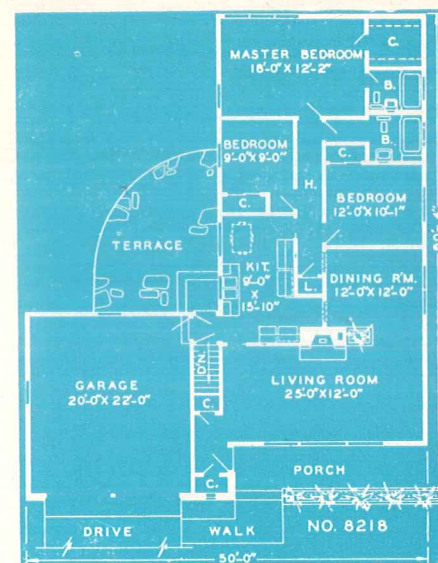 MASTER BEDROOM
18'-0" X 12'-2"
C.
B.
B.
BEDROOM
9'-0" X 9'-0"
C.
C.
H.
BEDROOM
12'-0" X 10'-1"
TERRACE
KIT.
9'-0"
X
15'-10"
L.
DINING R'M.
12'-0" X 12'-0"
D'N.
GARAGE
20'-0" X 22'-0"
C.
LIVING ROOM
25'-0" X 12'-0"
C.
PORCH
DRIVE
WALK
NO. 8218
50'-0"